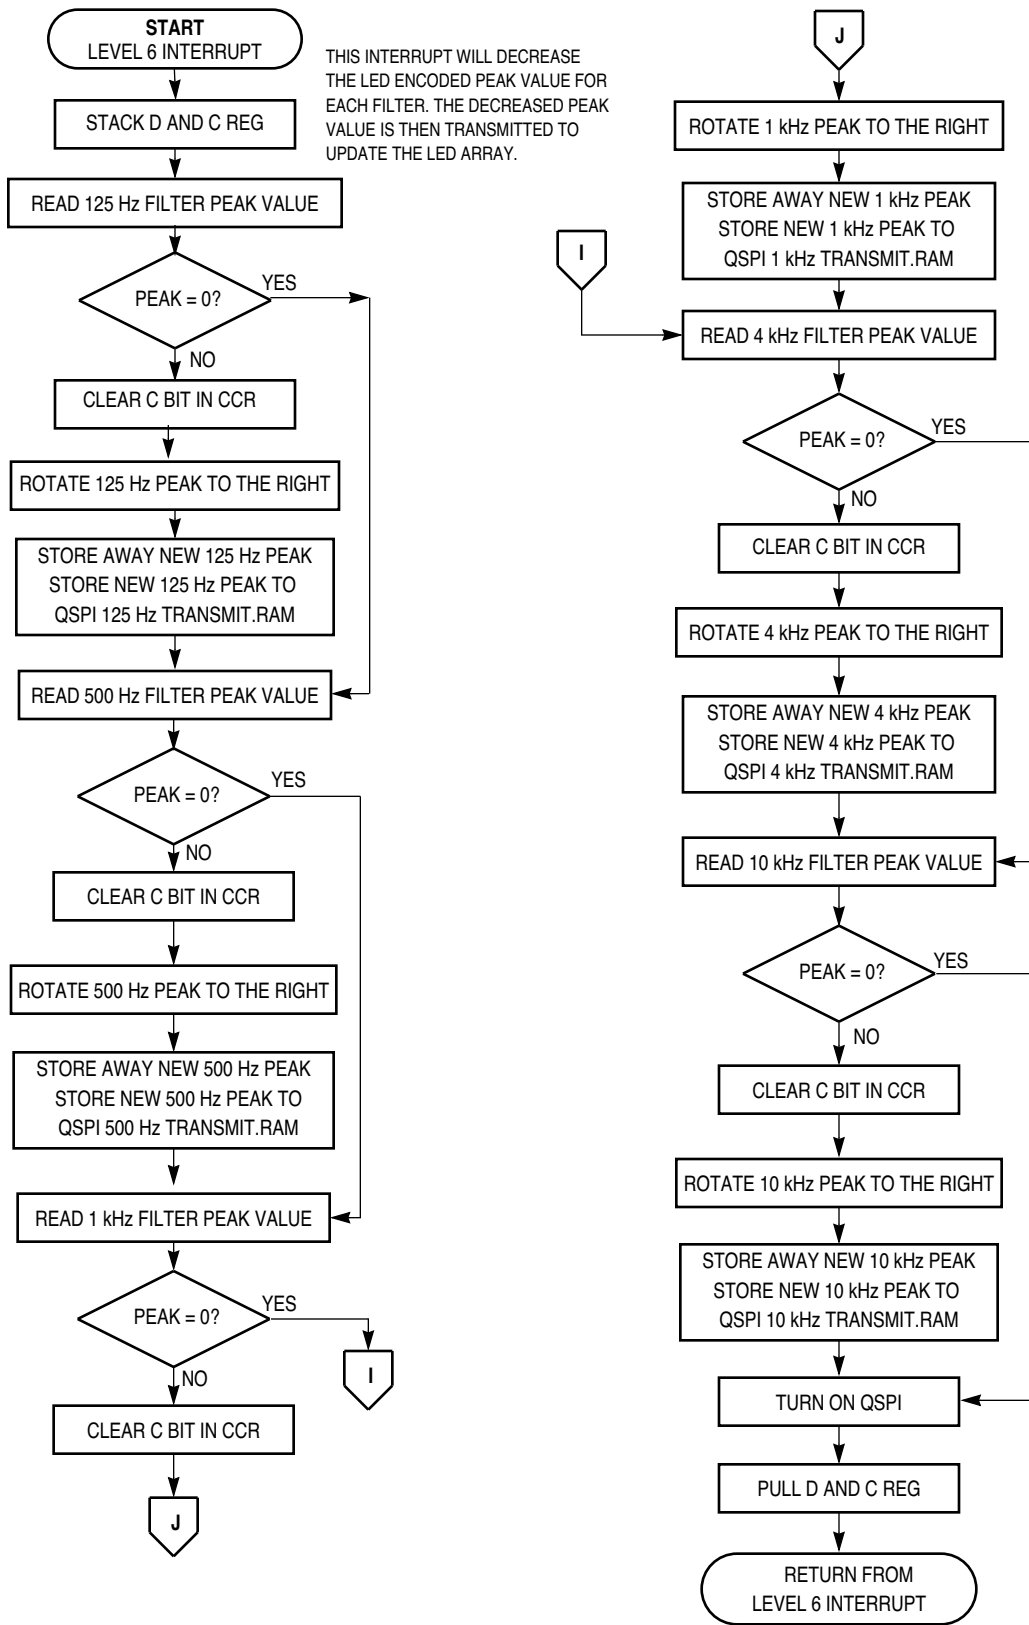 START
LEVEL 6 INTERRUPT
THIS INTERRUPT WILL DECREASE
THE LED ENCODED PEAK VALUE FOR
EACH FILTER. THE DECREASED PEAK
VALUE IS THEN TRANSMITTED TO
UPDATE THE LED ARRAY.
STACK D AND C REG
READ 125 Hz FILTER PEAK VALUE
PEAK = 0?
YES
NO
CLEAR C BIT IN CCR
ROTATE 125 Hz PEAK TO THE RIGHT
STORE AWAY NEW 125 Hz PEAK
STORE NEW 125 Hz PEAK TO
QSPI 125 Hz TRANSMIT.RAM
READ 500 Hz FILTER PEAK VALUE
PEAK = 0?
YES
NO
CLEAR C BIT IN CCR
ROTATE 500 Hz PEAK TO THE RIGHT
STORE AWAY NEW 500 Hz PEAK
STORE NEW 500 Hz PEAK TO
QSPI 500 Hz TRANSMIT.RAM
READ 1 kHz FILTER PEAK VALUE
PEAK = 0?
YES
I
NO
CLEAR C BIT IN CCR
J
J
ROTATE 1 kHz PEAK TO THE RIGHT
STORE AWAY NEW 1 kHz PEAK
STORE NEW 1 kHz PEAK TO
QSPI 1 kHz TRANSMIT.RAM
I
READ 4 kHz FILTER PEAK VALUE
PEAK = 0?
YES
NO
CLEAR C BIT IN CCR
ROTATE 4 kHz PEAK TO THE RIGHT
STORE AWAY NEW 4 kHz PEAK
STORE NEW 4 kHz PEAK TO
QSPI 4 kHz TRANSMIT.RAM
READ 10 kHz FILTER PEAK VALUE
PEAK = 0?
YES
NO
CLEAR C BIT IN CCR
ROTATE 10 kHz PEAK TO THE RIGHT
STORE AWAY NEW 10 kHz PEAK
STORE NEW 10 kHz PEAK TO
QSPI 10 kHz TRANSMIT.RAM
TURN ON QSPI
PULL D AND C REG
RETURN FROM
LEVEL 6 INTERRUPT